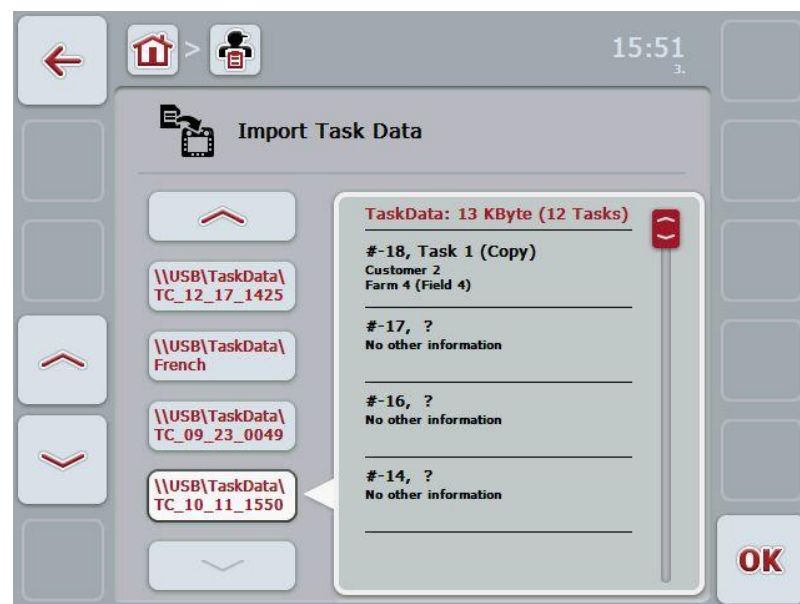 >
15:51
3.
Import Task Data
\\USB\TaskData\
TC_12_17_1425
\\USB\TaskData\
French
\\USB\TaskData\
TC_09_23_0049
\\USB\TaskData\
TC_10_11_1550
TaskData: 13 KByte (12 Tasks)
#-18, Task 1 (Copy)
Customer 2
Farm 4 (Field 4)
#-17, ?
No other information
#-16, ?
No other information
#-14, ?
No other information
OK